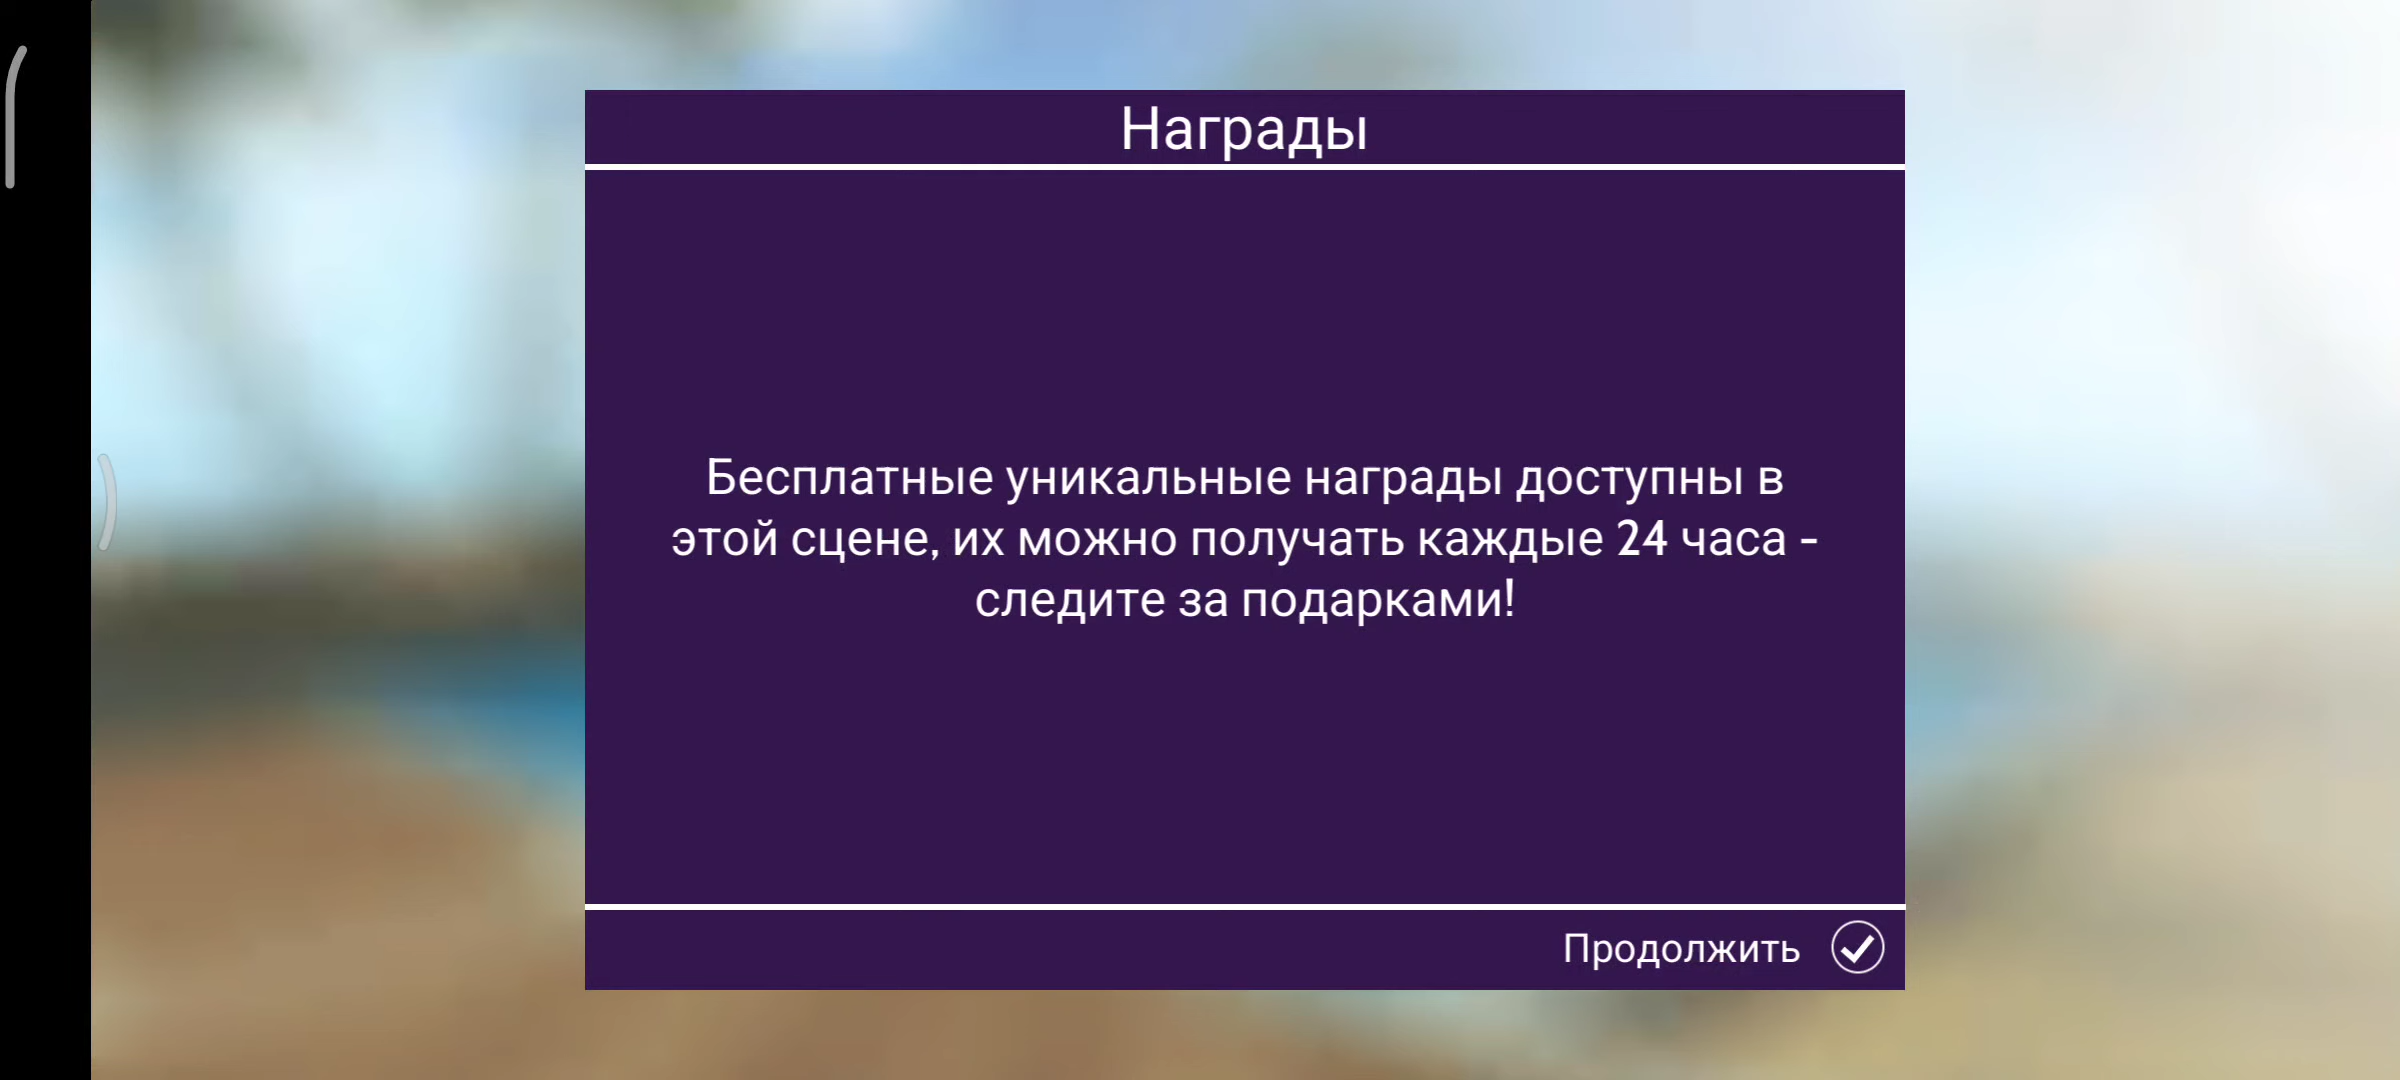 Награды
Бесплатные уникальные награды доступны в
этой сцене, их можно получать каждые 24 часа -
следите за подарками!
Продолжить